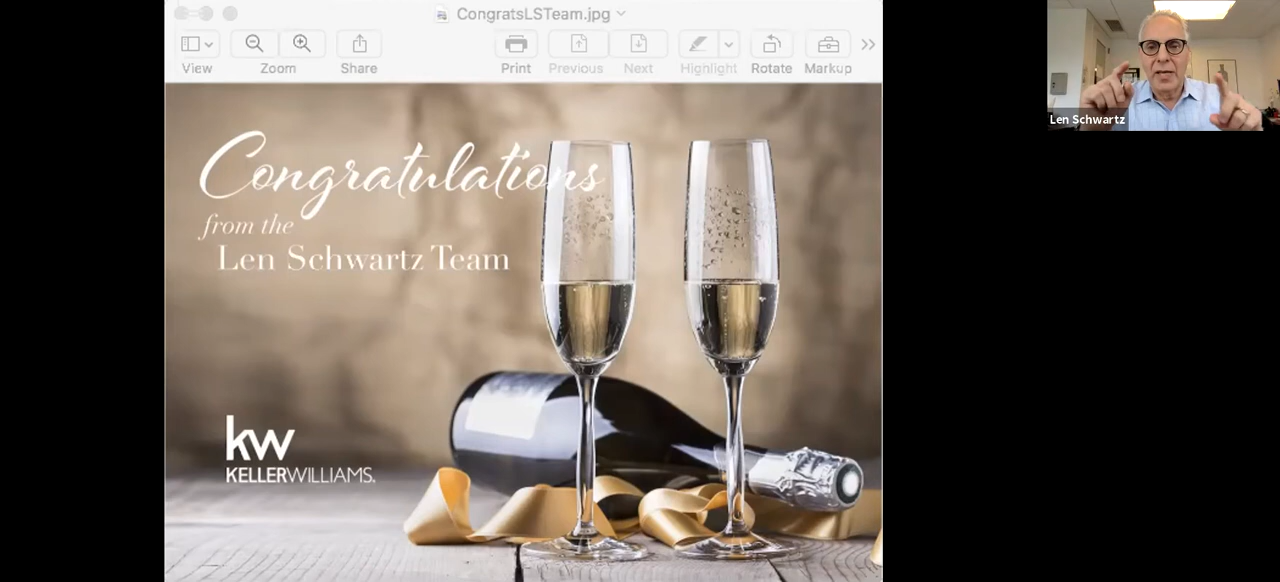 CongratsLSTeam.jpg
View
Zoom
Share
Print
Previous
Next
Highlight
Rotate
Markup
Len Schwartz
Congratulations
from the
Len Schwartz Team
kw
KELLERWILLIAMS.